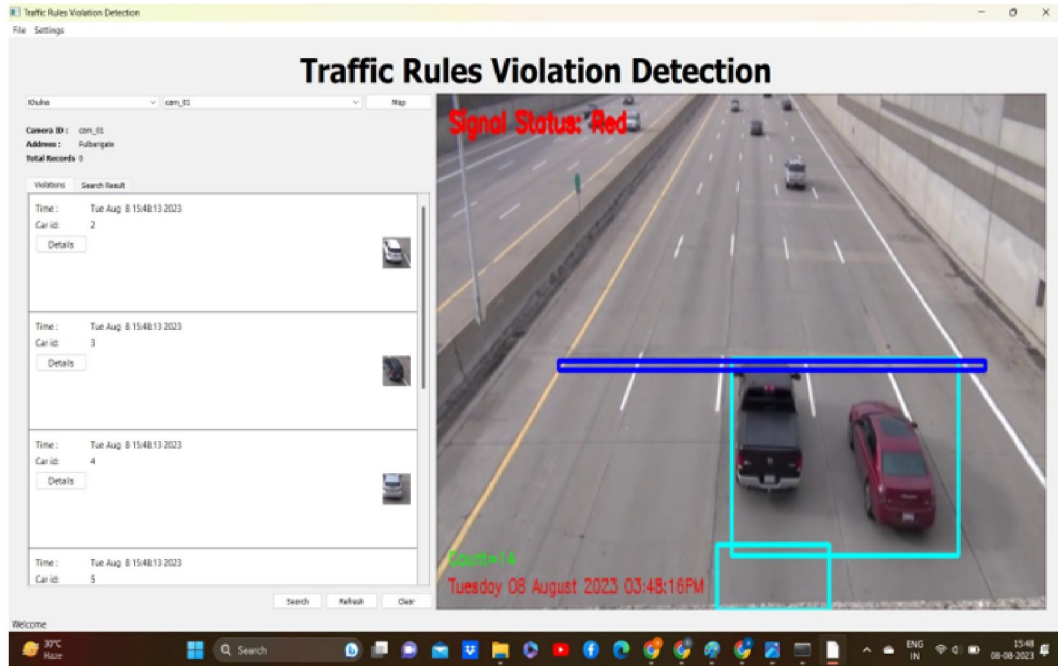 Traffic Rules Violation Detection
File Settings
Traffic Rules Violation Detection
Khulna cam_01 Map
Camera ID : cam_01
Address : Fulbarigate
Total Records 0
Violations Search Result
Time : Tue Aug 8 15:48:13 2023
Car id: 2
Details
Time : Tue Aug 8 15:48:13 2023
Car id: 3
Details
Time : Tue Aug 8 15:48:13 2023
Car id: 4
Details
Time : Tue Aug 8 15:48:13 2023
Car id: 5
Search Refresh Clear
Signal Status: Red
Count=14
Tuesday 08 August 2023 03:48:16PM
Welcome
30°C
Haze
Search
ENG
IN
15:48
08-08-2023